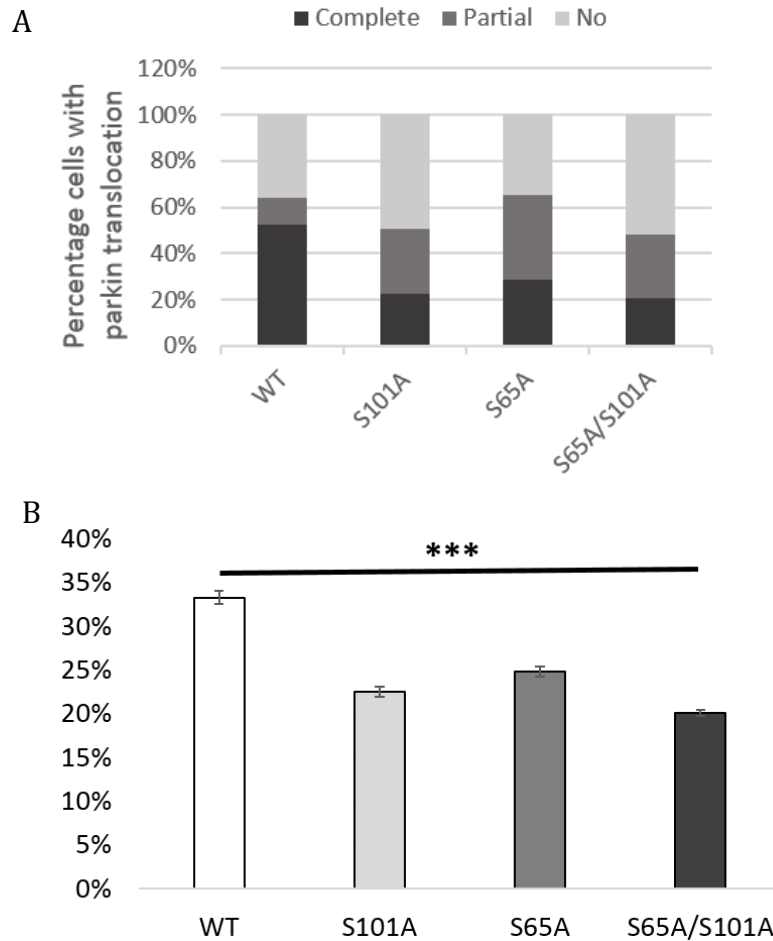 A
Complete Partial No
Percentage cells with
parkin translocation
120%
100%
80%
60%
40%
20%
0%
WT
S101A
S65A
S65A/S101A
B
***
40%
35%
30%
25%
20%
15%
10%
5%
0%
WT S101A S65A S65A/S101A